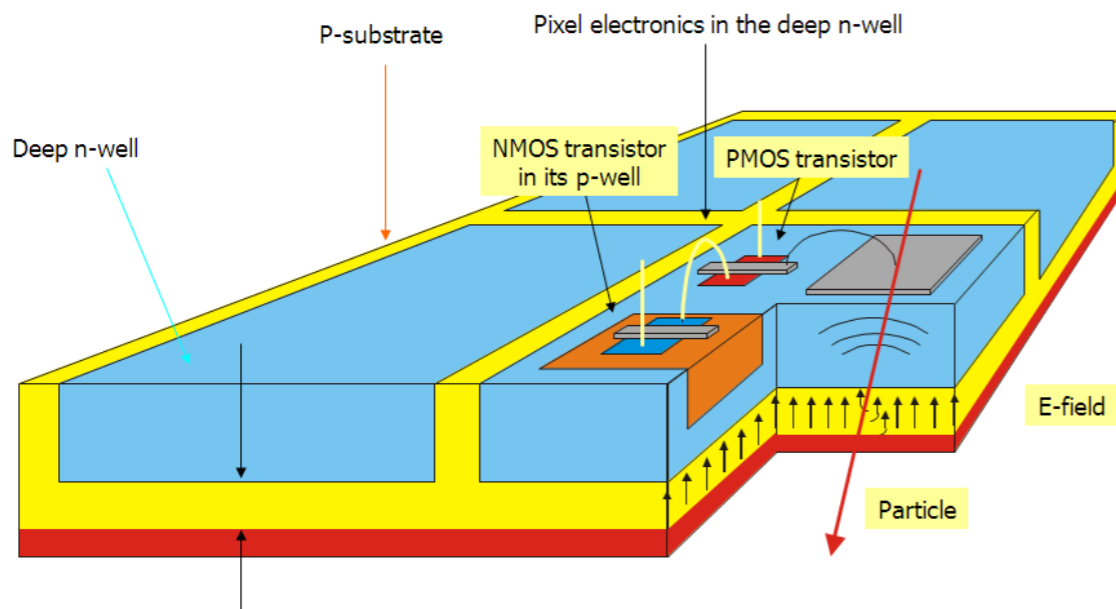 Pixel electronics in the deep n-well
P-substrate
Deep n-well
NMOS transistor
in its p-well
PMOS transistor
E-field
Particle